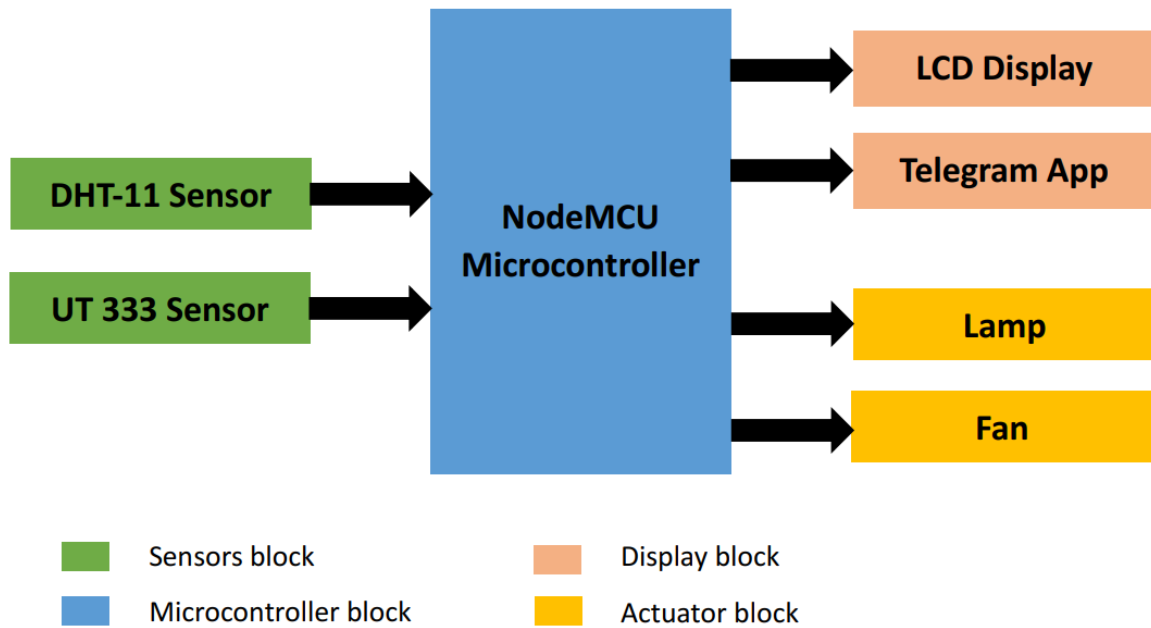 LCD Display
Telegram App
DHT-11 Sensor
NodeMCU
Microcontroller
UT 333 Sensor
Lamp
Fan
Sensors block
Display block
Microcontroller block
Actuator block